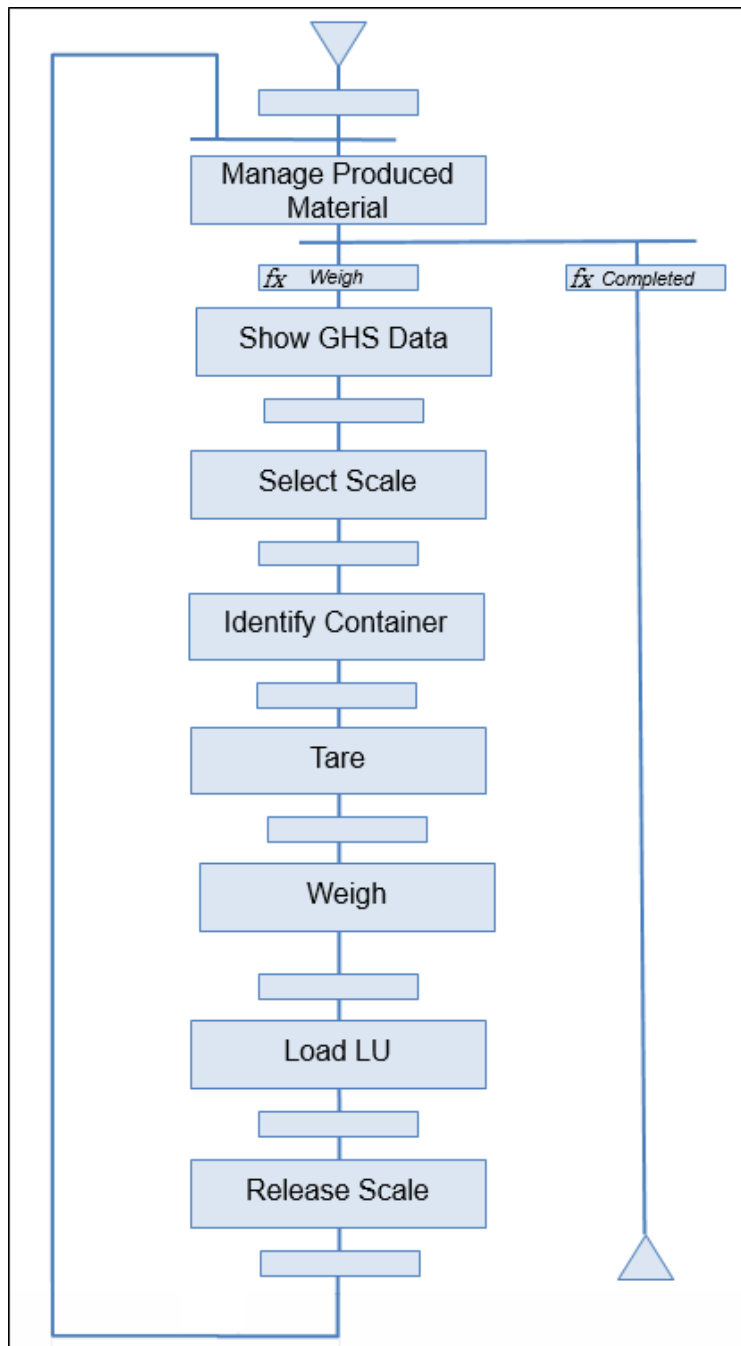 Manage Produced
Material
fx Weigh
fx Completed
Show GHS Data
Select Scale
Identify Container
Tare
Weigh
Load LU
Release Scale